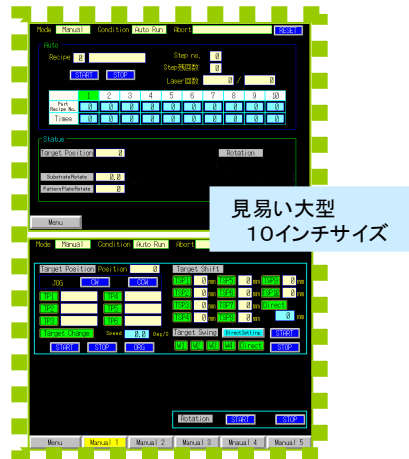 Mode Manual Condition Auto Run Abort RESET
Auto
Recipe 0 Step no. 0
Step残回数 0
START STOP Laser回数 0 / 0
1 2 3 4 5 6 7 8 9 10
Part Recipe No. 0 0 0 0 0 0 0 0 0 0
Times 0 0 0 0 0 0 0 0 0 0
Status
Target Position 0 Rotation
SubstrateRotate 0.0
PatternPlateRotate 0
Menu
見易い大型
10インチサイズ
Mode Manual Condition Auto Run Abort
Target Position Position 0 Target Shift
JOG CW CCW TSP1 0 mm TSP5 0 mm TSP9 0 mm
TP1 TP4 TSP2 0 mm TSP6 0 mm TSP10 0 mm
TP2 TP5 TSP3 0 mm TSP7 0 mm Direct
TP3 TP6 TSP4 0 mm TSP8 0 mm 0 mm
Target Change Speed 0.0 Deg/S Target Swing DirectSetting START
START STOP ORG W1 W2 W3 W4 Direct STOP
Rotation START STOP
Menu Manual 1 Manual 2 Manual 3 Mnaual 4 Manual 5